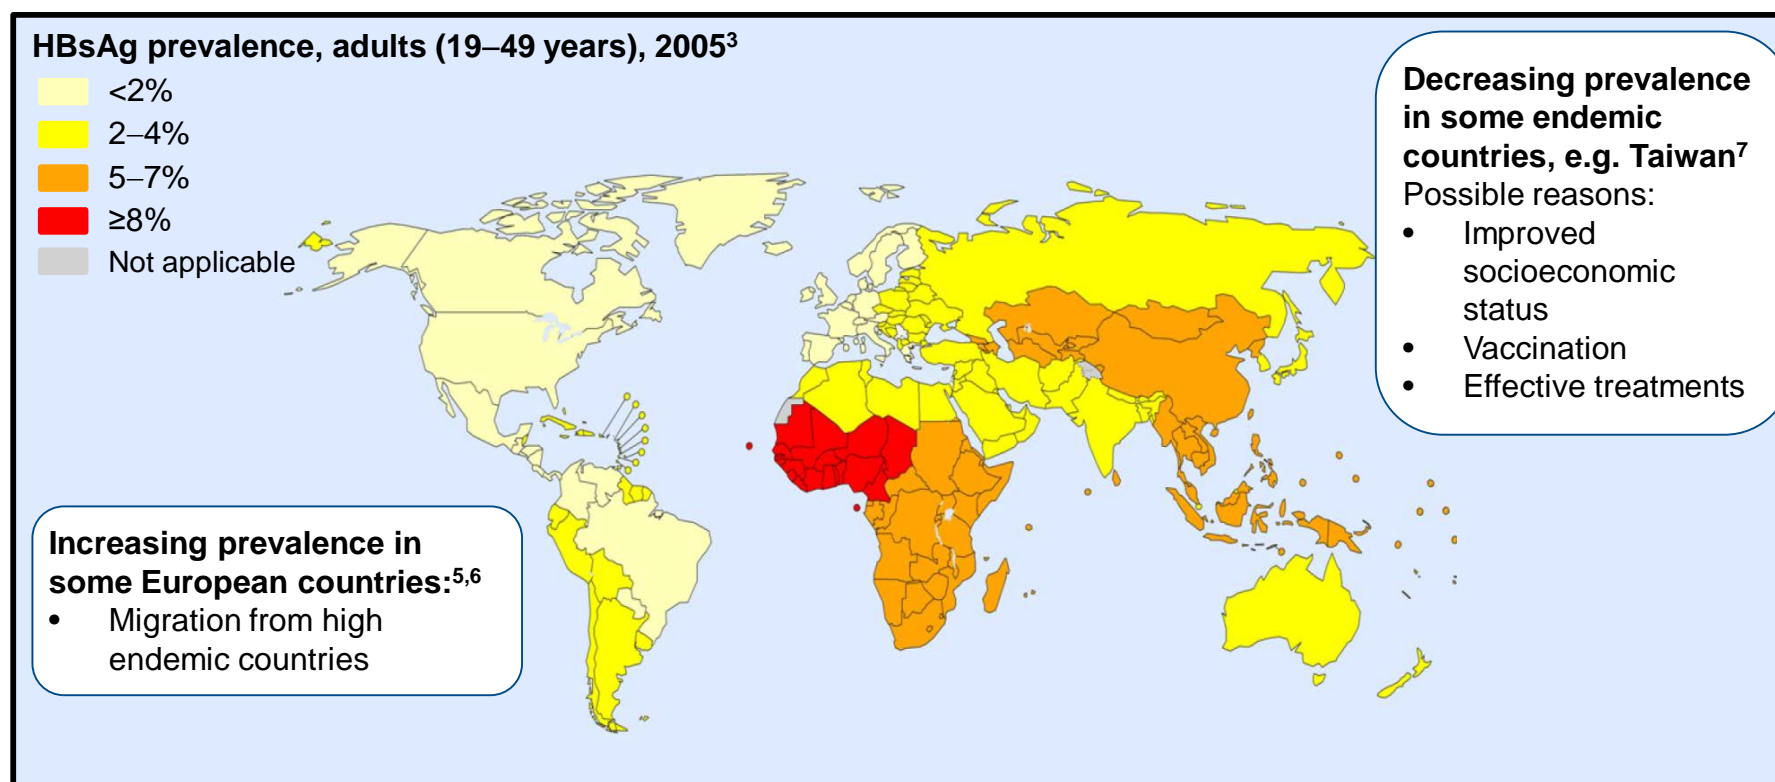 HBsAg prevalence, adults (19–49 years), 2005³
<2%
2–4%
5–7%
≥8%
Not applicable
Decreasing prevalence
in some endemic
countries, e.g. Taiwan⁷
Possible reasons:
• Improved
socioeconomic
status
• Vaccination
• Effective treatments
Increasing prevalence in
some European countries:⁵,⁶
• Migration from high
endemic countries